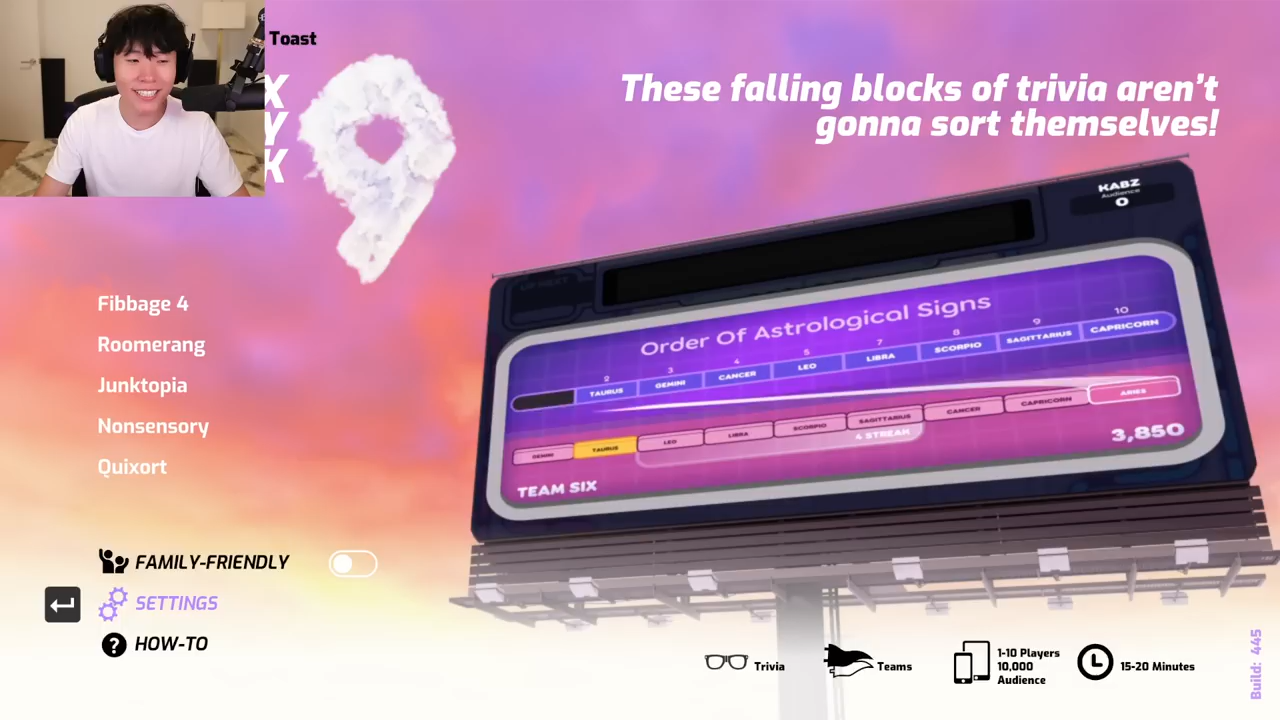 Toast
X
Y
K
9
These falling blocks of trivia aren't
gonna sort themselves!
KABZ
Audience
0
UP NEXT
Order Of Astrological Signs
2 3 4 5 7 8 9 10
TAURUS GEMINI CANCER LEO LIBRA SCORPIO SAGITTARIUS CAPRICORN
GEMINI TAURUS LEO LIBRA SCORPIO SAGITTARIUS CANCER CAPRICORN ARIES
4 STREAK
3,850
TEAM SIX
Fibbage 4
Roomerang
Junktopia
Nonsensory
Quixort
FAMILY-FRIENDLY
SETTINGS
? HOW-TO
Trivia
Teams
1-10 Players
10,000
Audience
15-20 Minutes
Build: 445